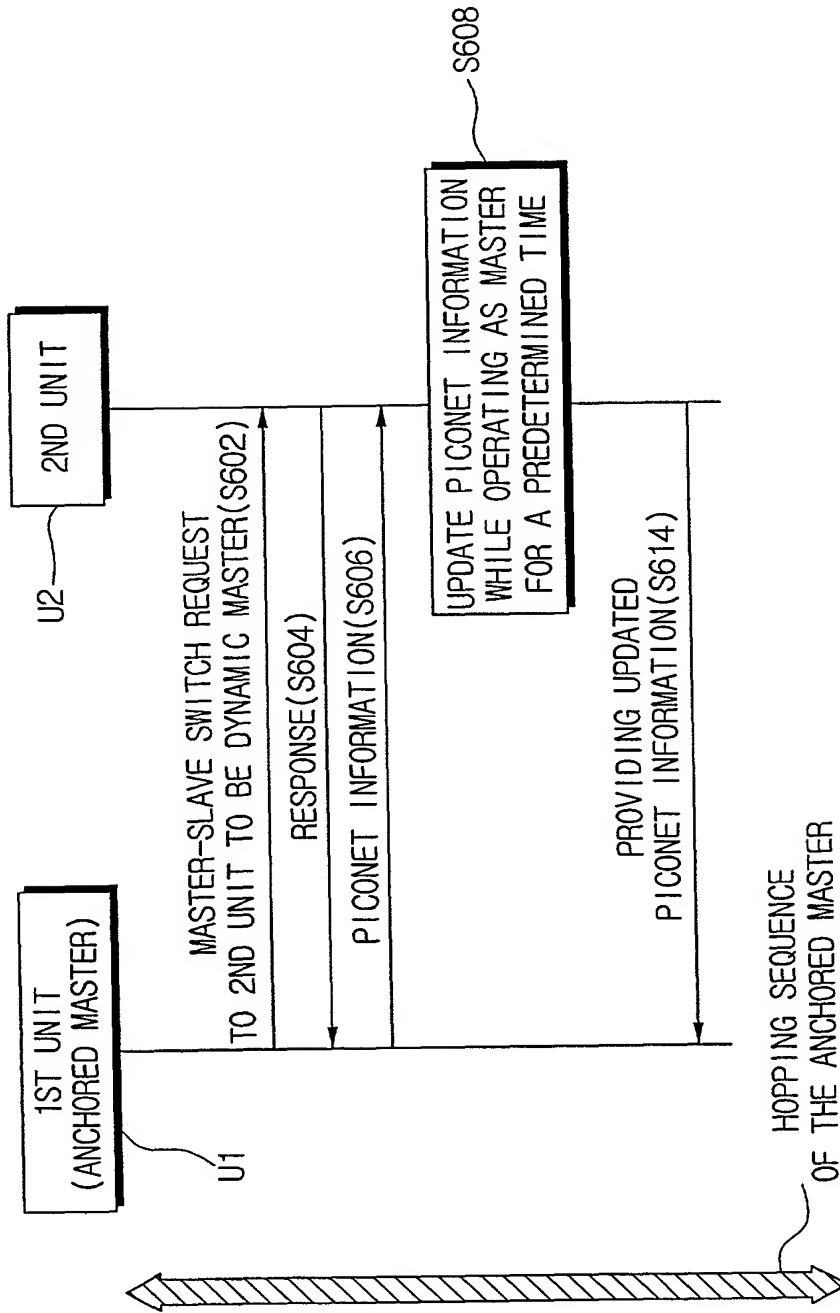 1ST UNIT
(ANCHORED MASTER)
U1
2ND UNIT
U2
MASTER-SLAVE SWITCH REQUEST
TO 2ND UNIT TO BE DYNAMIC MASTER(S602)
RESPONSE(S604)
PICONET INFORMATION(S606)
UPDATE PICONET INFORMATION
WHILE OPERATING AS MASTER
FOR A PREDETERMINED TIME
S608
PROVIDING UPDATED
PICONET INFORMATION(S614)
HOPPING SEQUENCE
OF THE ANCHORED MASTER